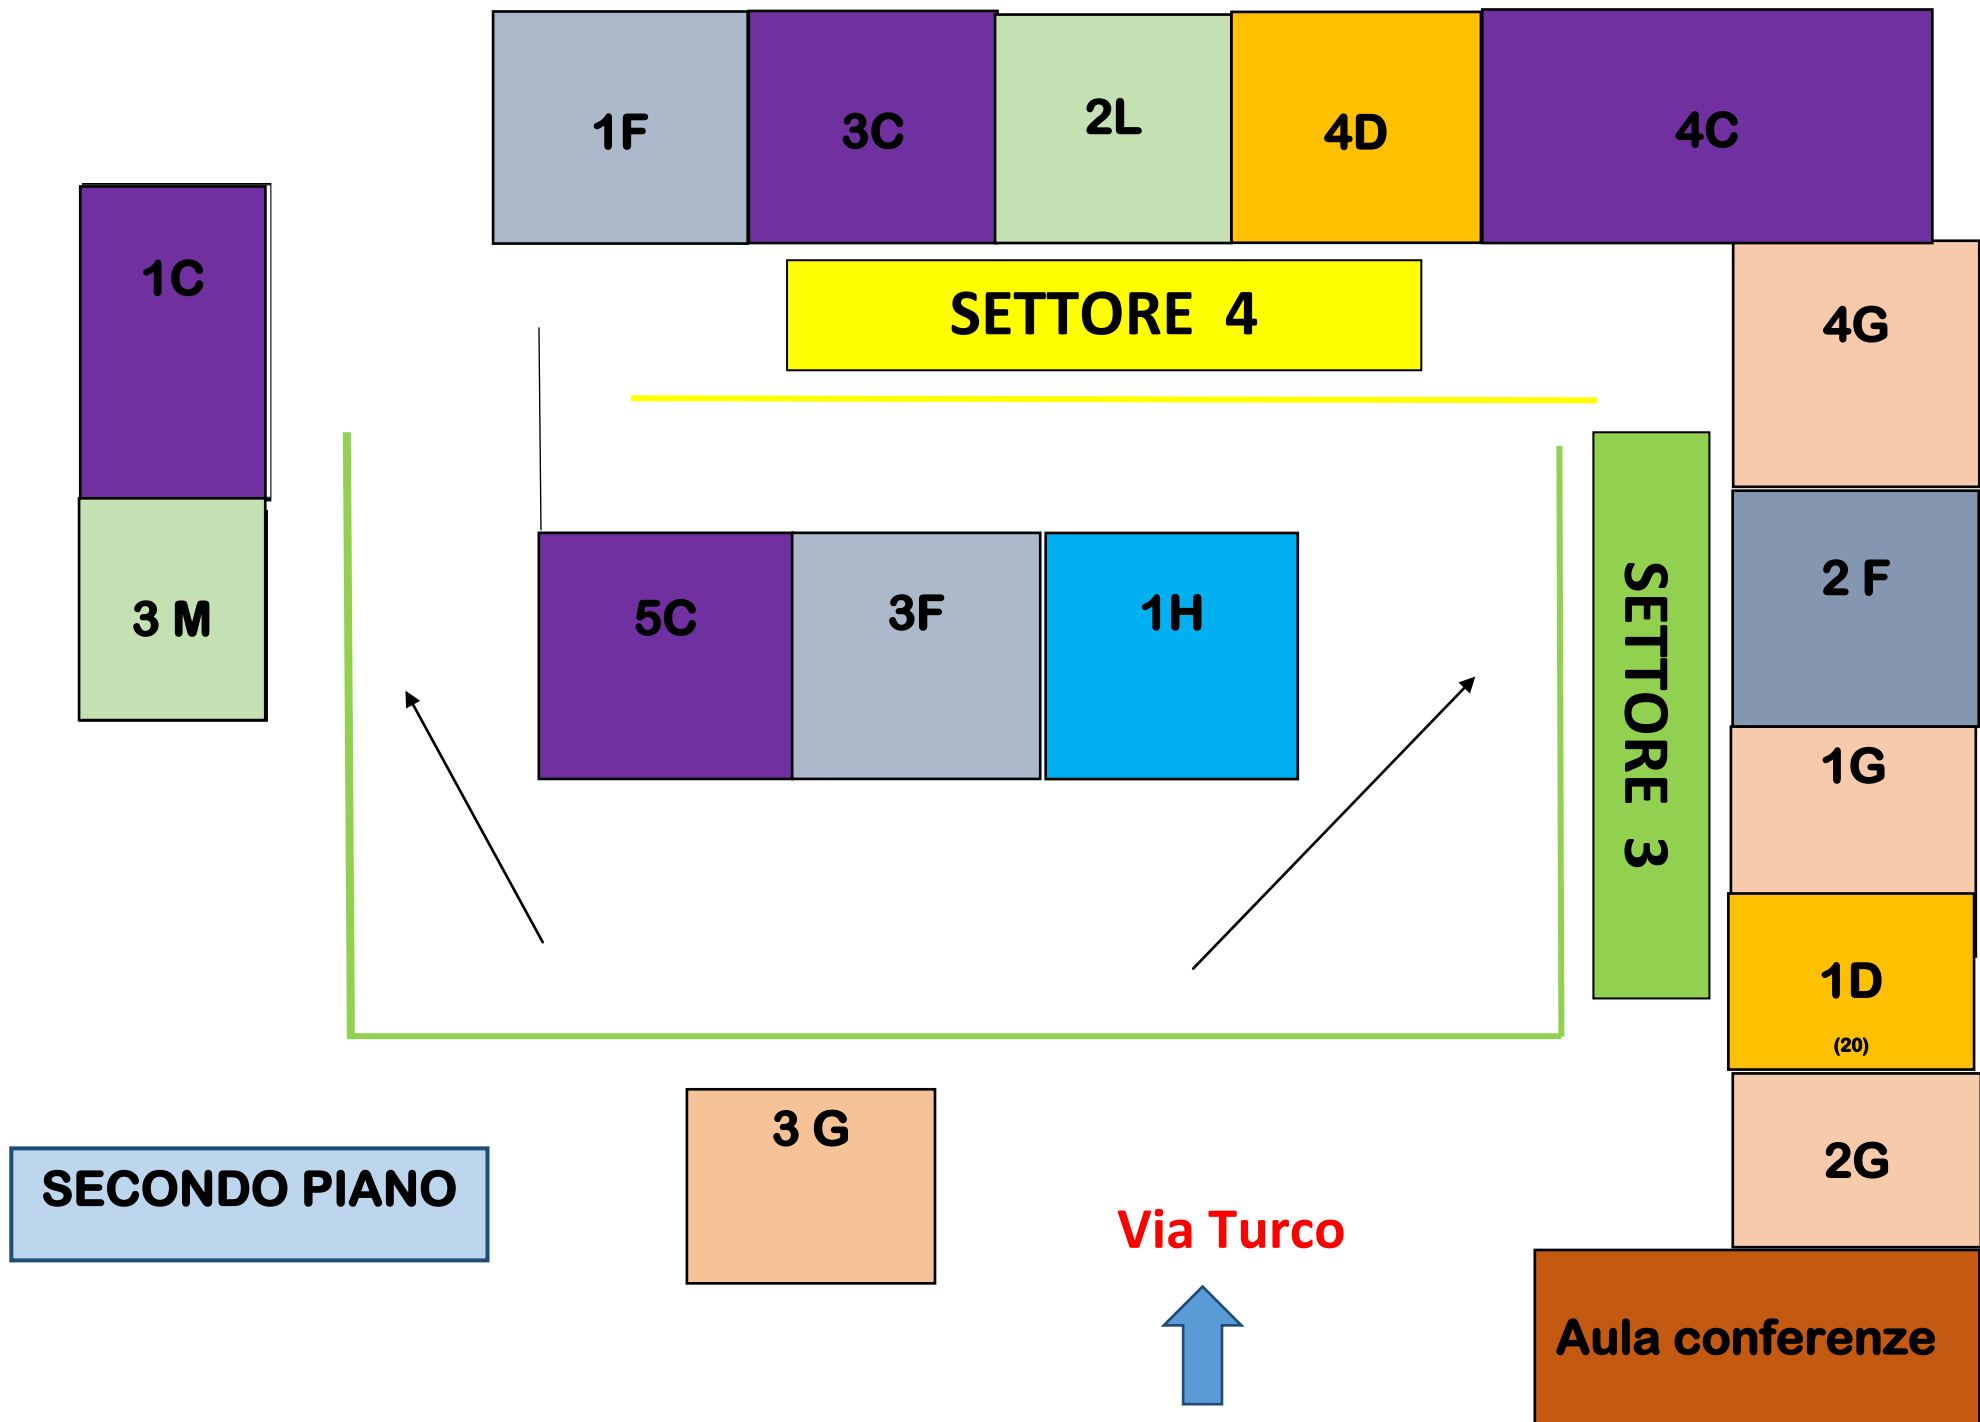 1F
3C
2L
4D
4C
1C
SETTORE 4
4G
3 M
5C
3F
1H
SETTORE 3
2 F
1G
1D
(20)
3 G
2G
SECONDO PIANO
Via Turco
Aula conferenze